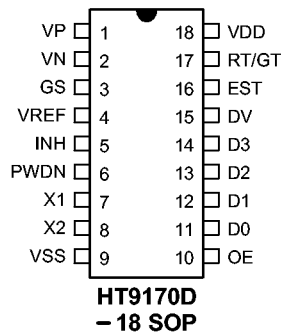 VP 1 18 VDD
VN 2 17 RT/GT
GS 3 16 EST
VREF 4 15 DV
INH 5 14 D3
PWDN 6 13 D2
X1 7 12 D1
X2 8 11 D0
VSS 9 10 OE
HT9170D
– 18 SOP